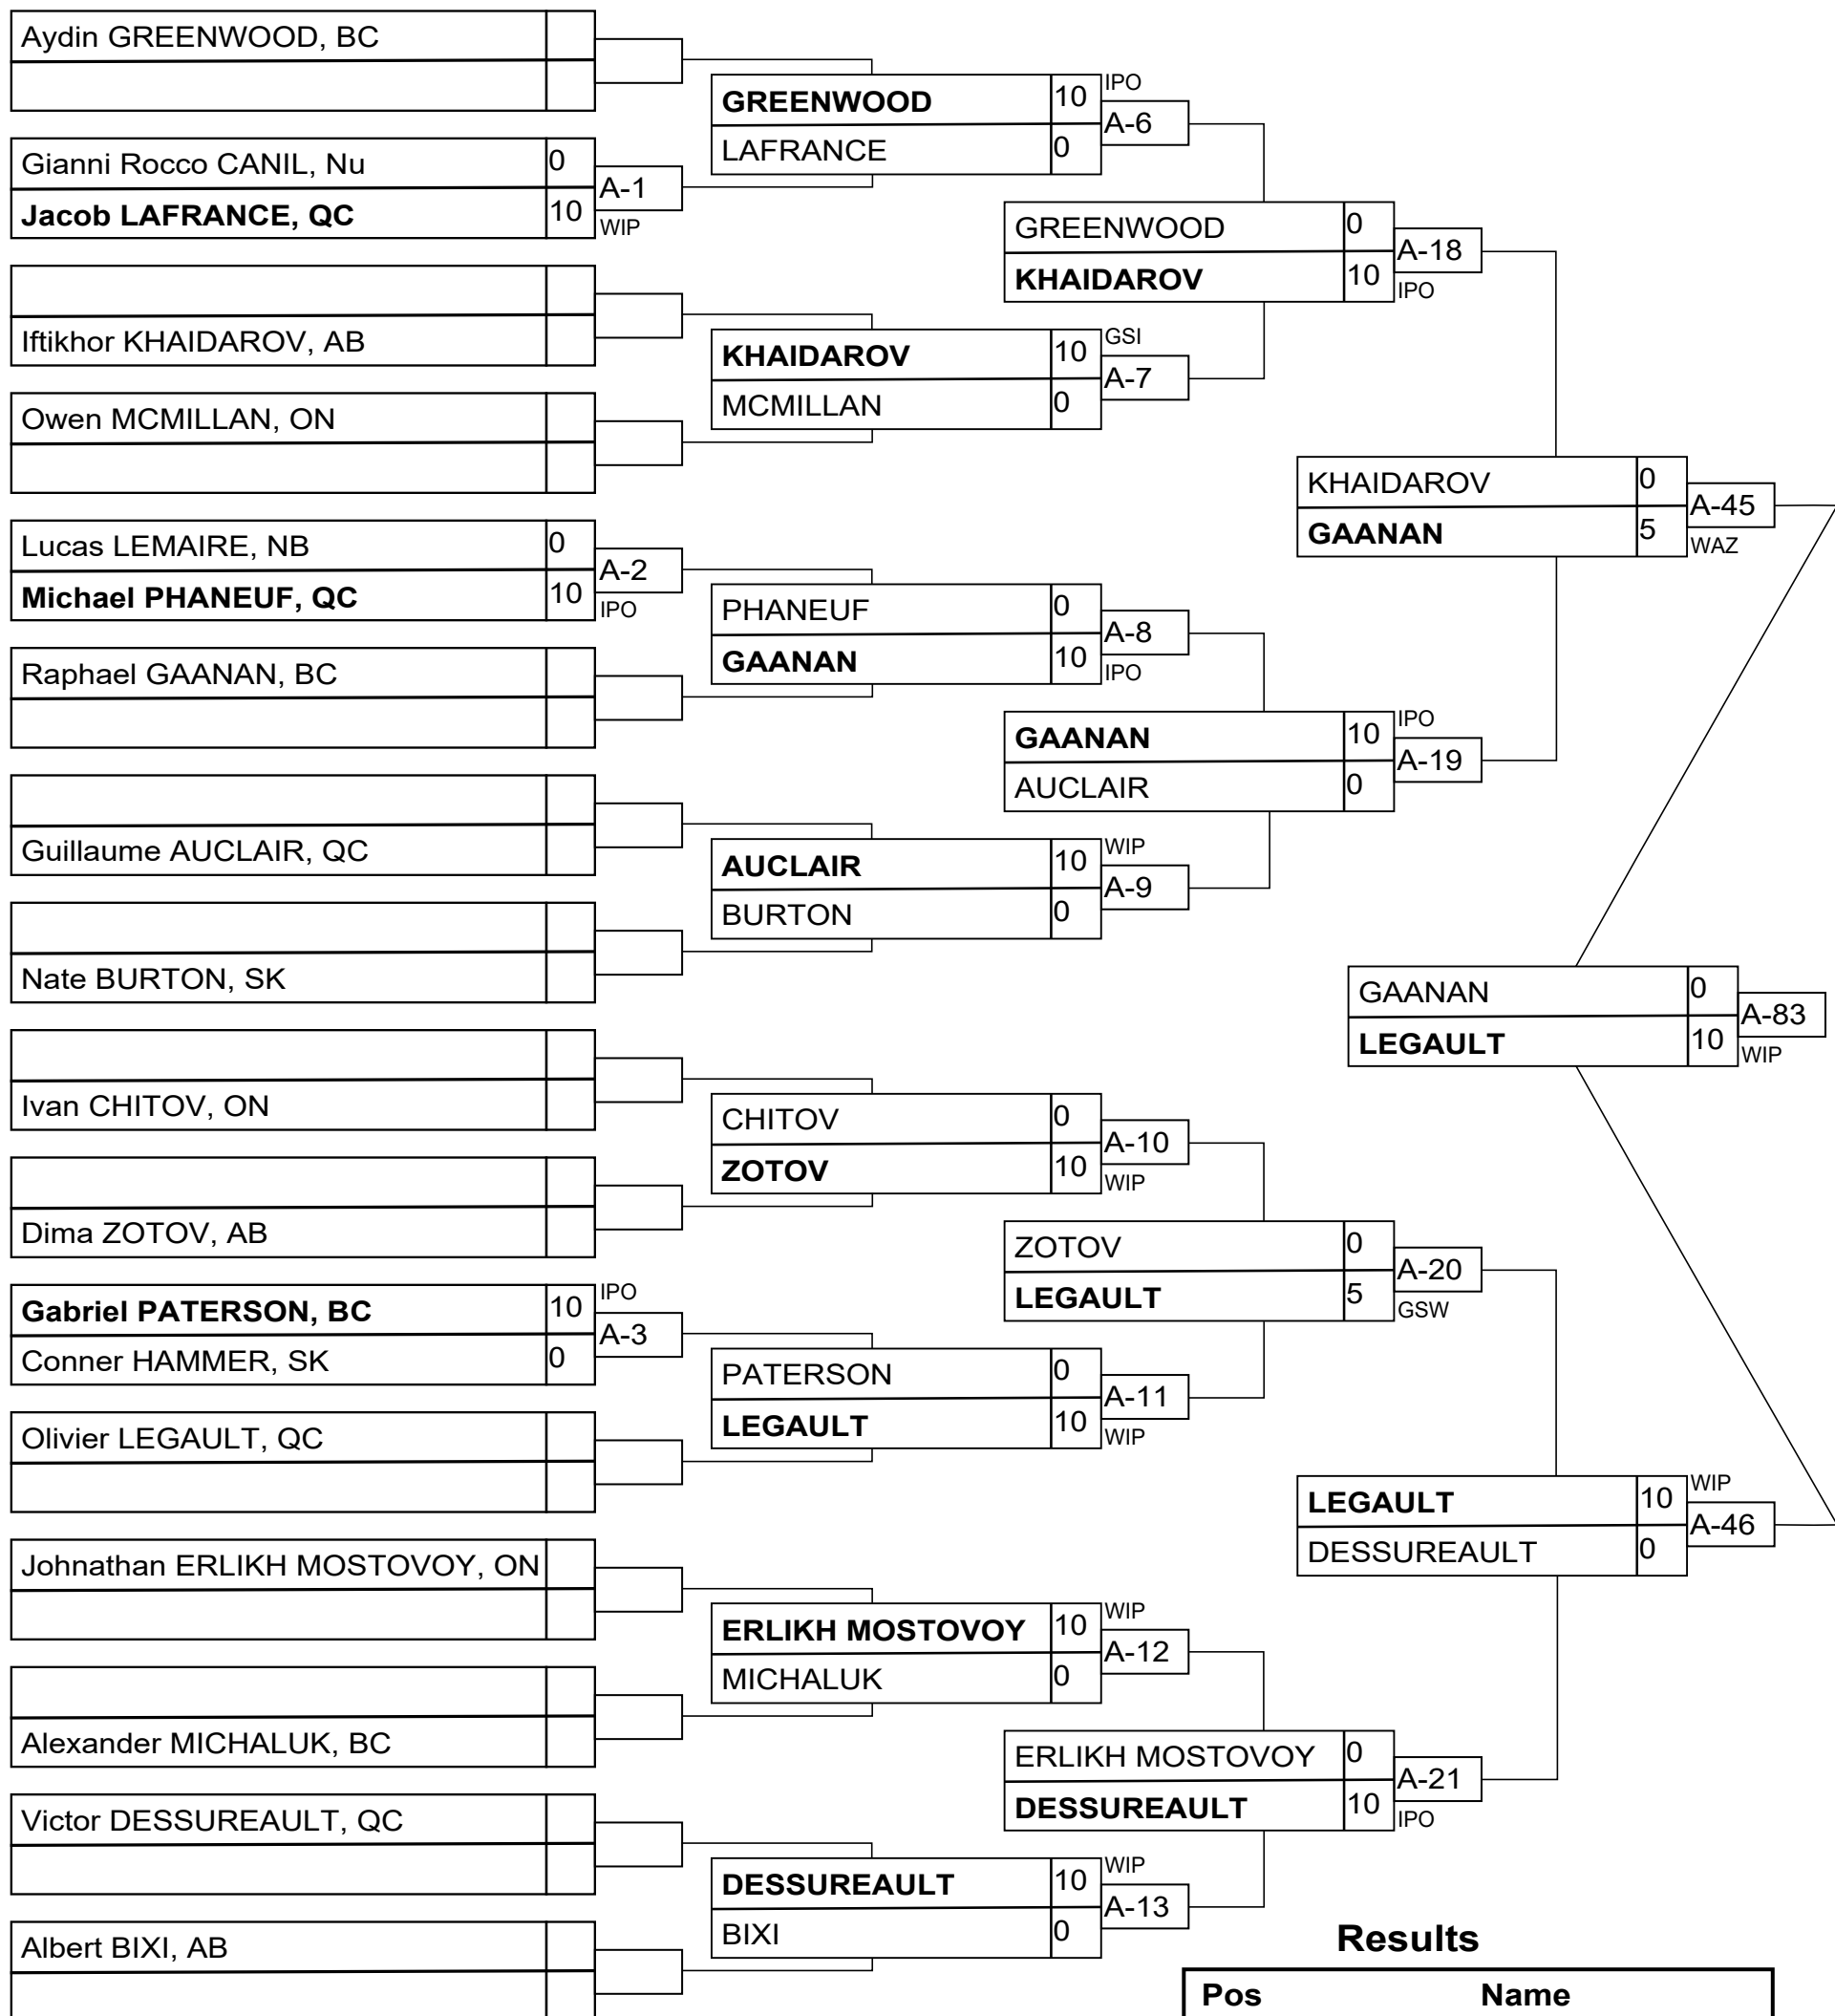 Aydin GREENWOOD, BC
Gianni Rocco CANIL, Nu 0
Jacob LAFRANCE, QC 10
A-1
WIP
Iftikhor KHAIDAROV, AB
Owen MCMILLAN, ON
Lucas LEMAIRE, NB 0
Michael PHANEUF, QC 10
A-2
IPO
Raphael GAANAN, BC
Guillaume AUCLAIR, QC
Nate BURTON, SK
Ivan CHITOV, ON
Dima ZOTOV, AB
Gabriel PATERSON, BC 10
Conner HAMMER, SK 0
IPO
A-3
Olivier LEGAULT, QC
Johnathan ERLIKH MOSTOVOY, ON
Alexander MICHALUK, BC
Victor DESSUREAULT, QC
Albert BIXI, AB
GREENWOOD 10
LAFRANCE 0
IPO
A-6
KHAIDAROV 10
MCMILLAN 0
GSI
A-7
PHANEUF 0
GAANAN 10
A-8
IPO
AUCLAIR 10
BURTON 0
WIP
A-9
CHITOV 0
ZOTOV 10
A-10
WIP
PATERSON 0
LEGAULT 10
A-11
WIP
ERLIKH MOSTOVOY 10
MICHALUK 0
WIP
A-12
DESSUREAULT 10
BIXI 0
WIP
A-13
GREENWOOD 0
KHAIDAROV 10
A-18
IPO
GAANAN 10
AUCLAIR 0
IPO
A-19
ZOTOV 0
LEGAULT 5
A-20
GSW
ERLIKH MOSTOVOY 0
DESSUREAULT 10
A-21
IPO
KHAIDAROV 0
GAANAN 5
A-45
WAZ
LEGAULT 10
DESSUREAULT 0
WIP
A-46
GAANAN 0
LEGAULT 10
A-83
WIP
Results
Pos Name